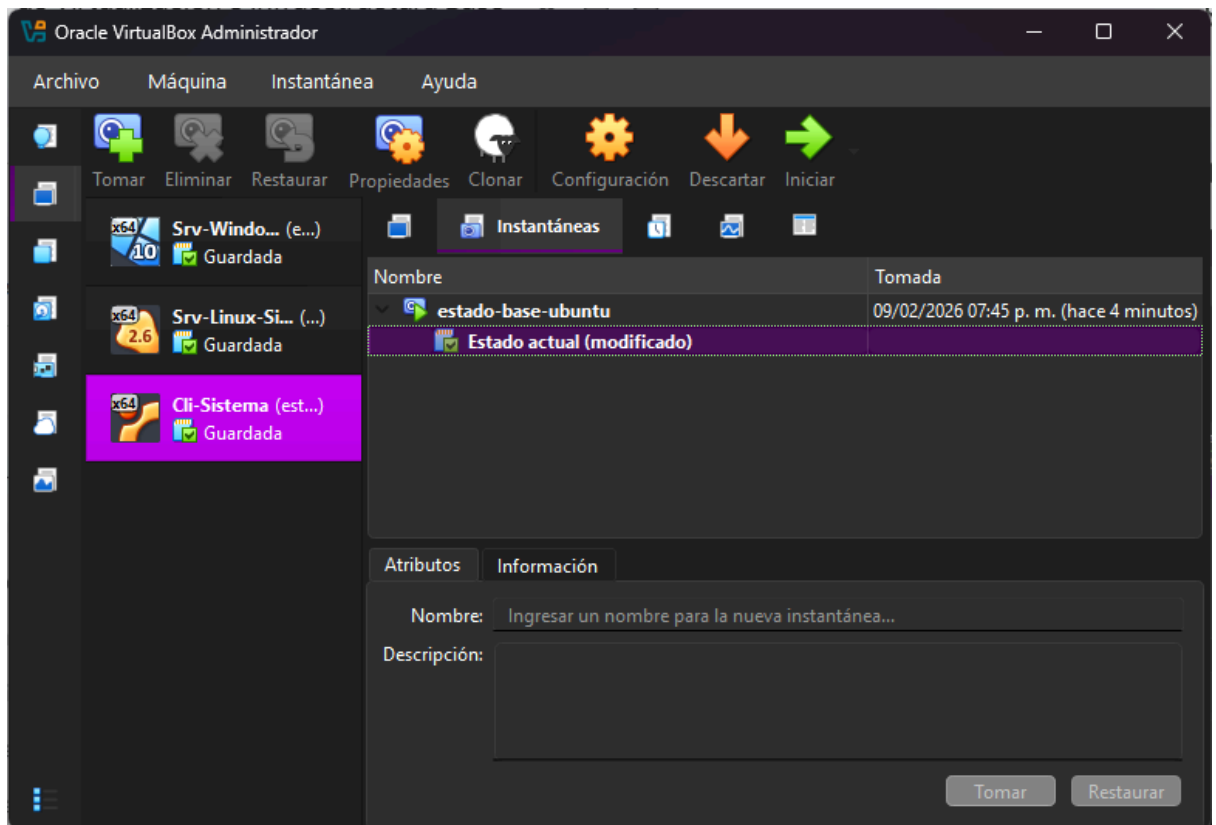 Oracle VirtualBox Administrador
Archivo Máquina Instantánea Ayuda
Tomar Eliminar Restaurar Propiedades Clonar Configuración Descartar Iniciar
x64 10 Srv-Windo... (e...)
Guardada
x64 2.6 Srv-Linux-Si... (...)
Guardada
x64 Cli-Sistema (est...)
Guardada
Instantáneas
Nombre Tomada
estado-base-ubuntu 09/02/2026 07:45 p. m. (hace 4 minutos)
Estado actual (modificado)
Atributos Información
Nombre: Ingresar un nombre para la nueva instantánea...
Descripción:
Tomar Restaurar